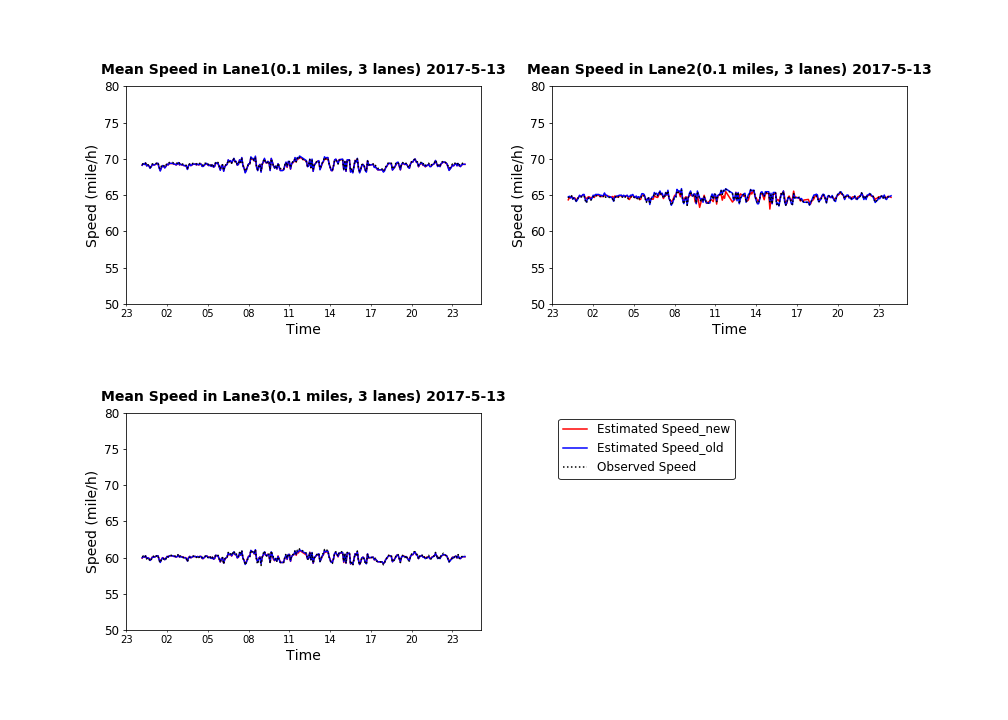 Mean Speed in Lane1(0.1 miles, 3 lanes) 2017-5-13
80
75
70
65
60
55
50
Speed (mile/h)
23 02 05 08 11 14 17 20 23
Time
Mean Speed in Lane2(0.1 miles, 3 lanes) 2017-5-13
80
75
70
65
60
55
50
Speed (mile/h)
23 02 05 08 11 14 17 20 23
Time
Mean Speed in Lane3(0.1 miles, 3 lanes) 2017-5-13
80
75
70
65
60
55
50
Speed (mile/h)
23 02 05 08 11 14 17 20 23
Time
Estimated Speed_new
Estimated Speed_old
Observed Speed